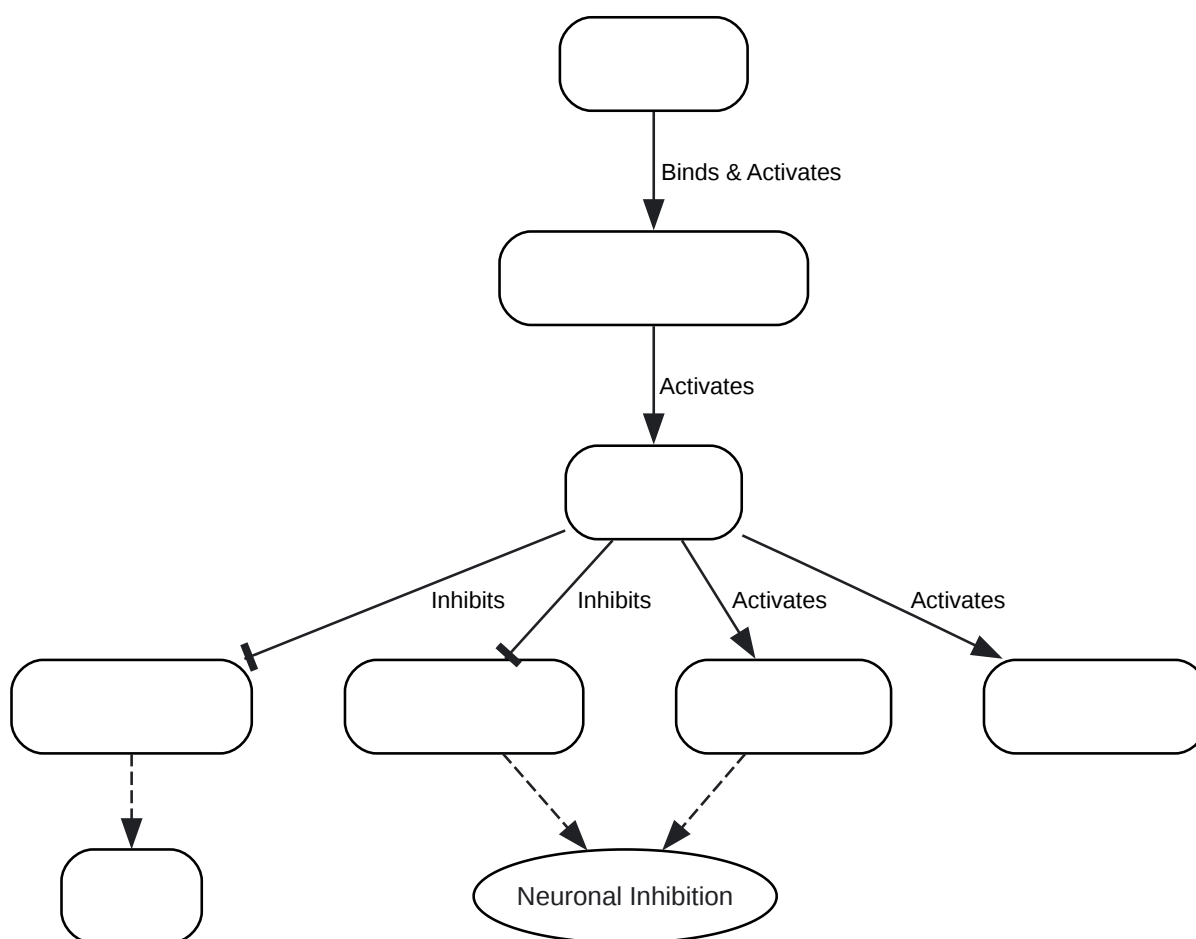 Binds & Activates
Activates
Inhibits
Inhibits
Activates
Activates
Neuronal Inhibition